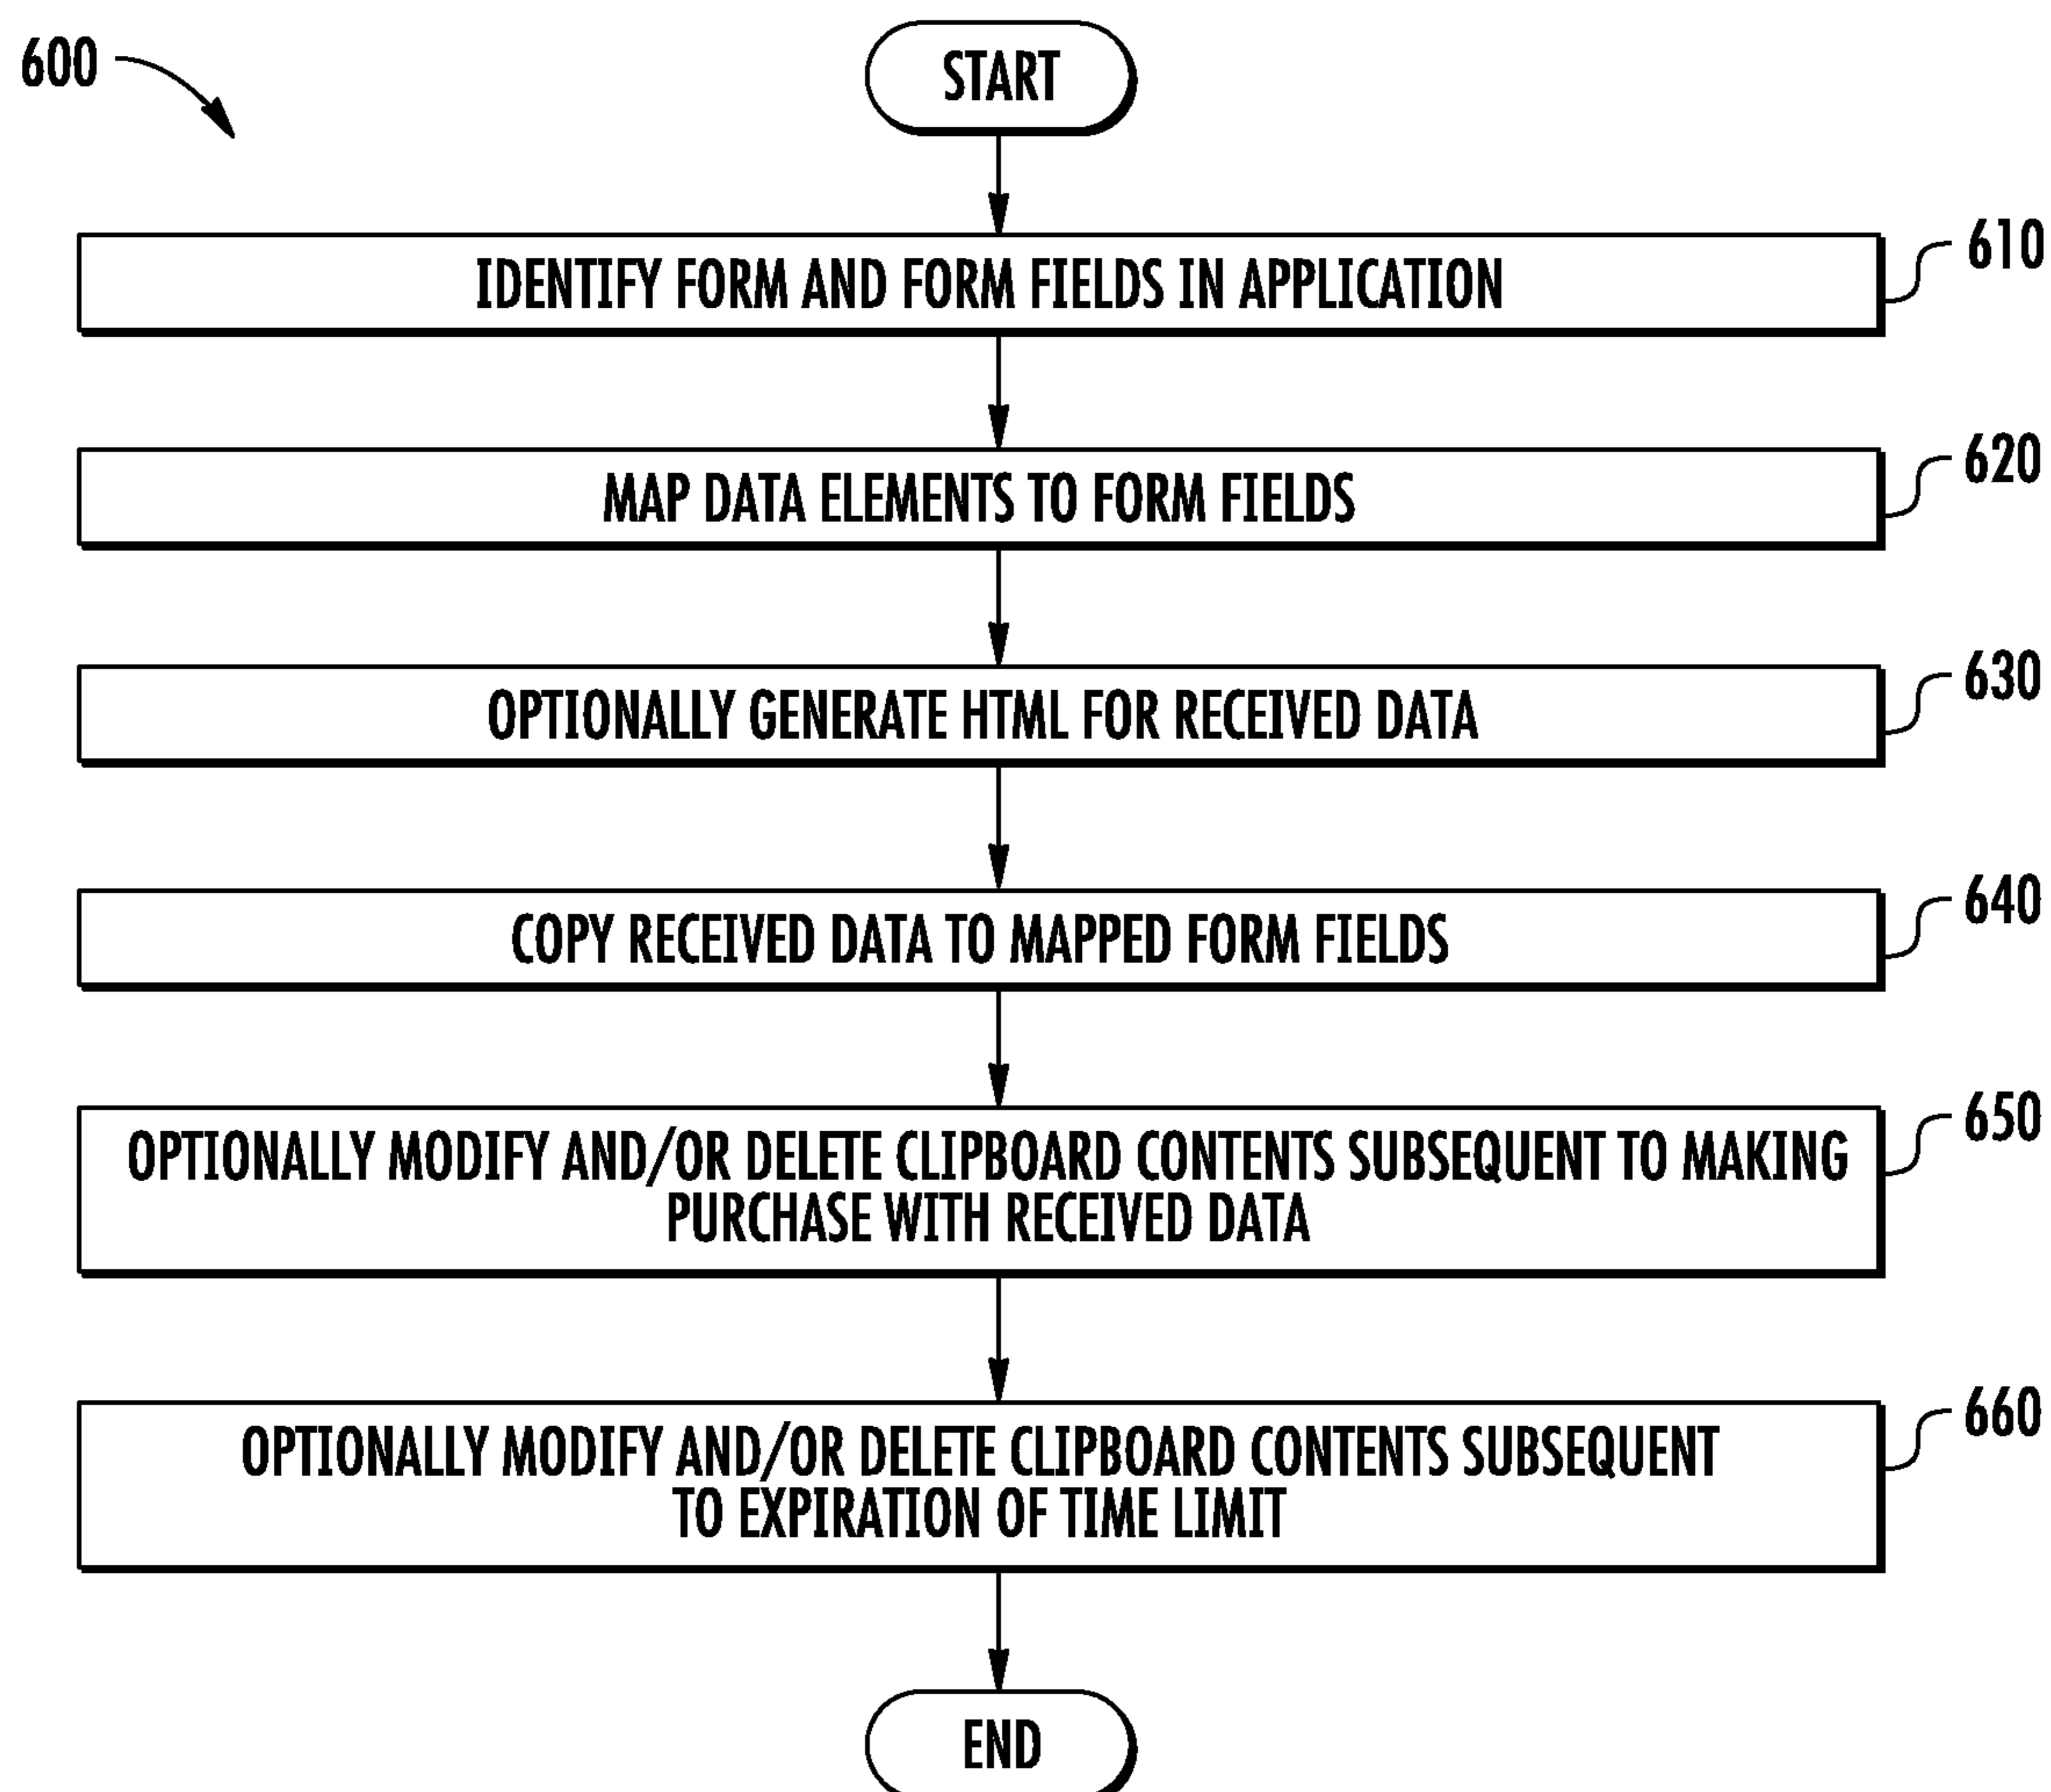 600
START
IDENTIFY FORM AND FORM FIELDS IN APPLICATION
610
MAP DATA ELEMENTS TO FORM FIELDS
620
OPTIONALLY GENERATE HTML FOR RECEIVED DATA
630
COPY RECEIVED DATA TO MAPPED FORM FIELDS
640
OPTIONALLY MODIFY AND/OR DELETE CLIPBOARD CONTENTS SUBSEQUENT TO MAKING
PURCHASE WITH RECEIVED DATA
650
OPTIONALLY MODIFY AND/OR DELETE CLIPBOARD CONTENTS SUBSEQUENT
TO EXPIRATION OF TIME LIMIT
660
END